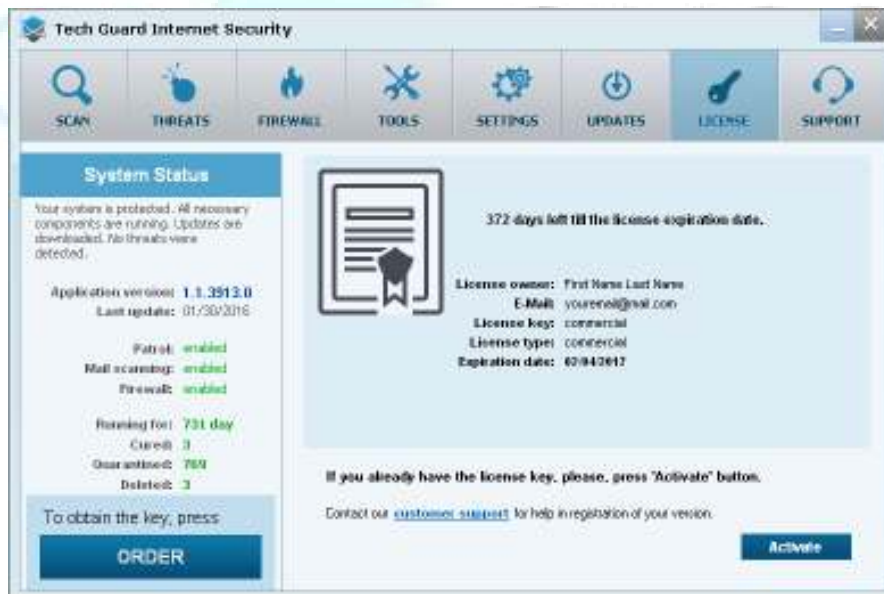 Tech Guard Internet Security
SCAN
THREATS
FIREWALL
TOOLS
SETTINGS
UPDATES
LICENSE
SUPPORT
System Status
Your system is protected. All necessary
components are running. Updates are
downloaded. No threats were
detected.
Application version: 1.1.3913.0
Last update: 01/30/2016
Patrol: enabled
Mail scanning: enabled
Firewall: enabled
Running for: 731 day
Cured: 3
Quarantined: 769
Deleted: 3
To obtain the key, press
ORDER
372 days left till the license expiration date.
License owner: First Name Last Name
E-Mail: youremail@mail.com
License key: commercial
License type: commercial
Expiration date: 02/04/2017
If you already have the license key, please, press "Activate" button.
Contact our customer support for help in registration of your version.
Activate